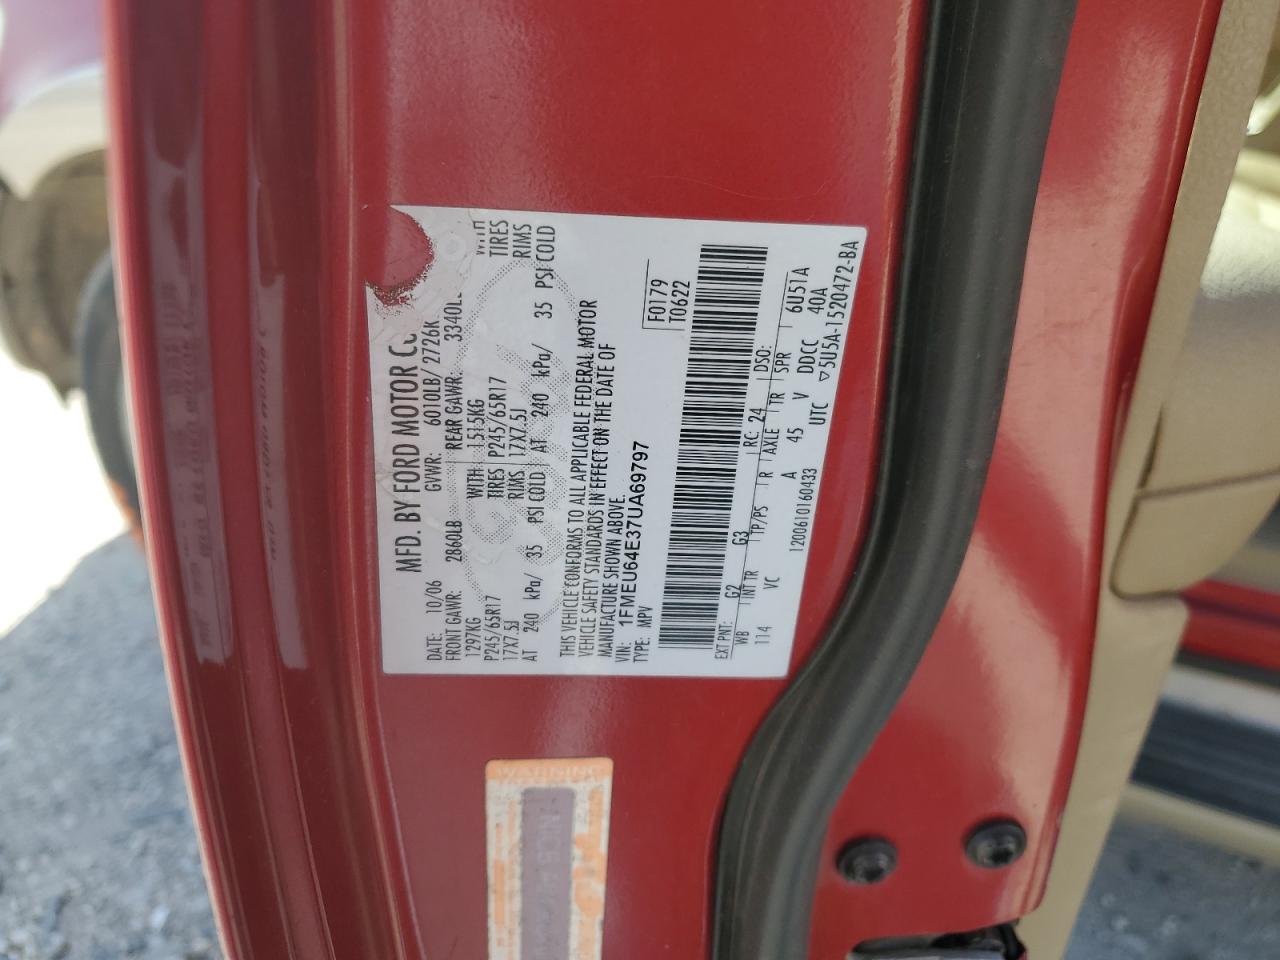 MFD. BY FORD MOTOR CO
DATE: 10/06 GVWR: 6010LB/ 2726K
FRONT GAWR: 2860LB REAR GAWR: 3340L
1297KG WITH 1515KG WITH
P245/65R17 TIRES P245/65R17 TIRES
17X7.5J RIMS 17X7.5J RIMS
AT 240 kPa/ 35 PSI COLD AT 240 kPa/ 35 PSI COLD
THIS VEHICLE CONFORMS TO ALL APPLICABLE FEDERAL MOTOR
VEHICLE SAFETY STANDARDS IN EFFECT ON THE DATE OF
MANUFACTURE SHOWN ABOVE.
VIN: 1FMEU64E37UA69797
TYPE: MPV
F0179
T0622
EXT PNT: G2 G3 RC: 24 DSO:
WB INT TR TP/PS R AXLE TR SPR 6U51A
114 VC A 45 V DDCC 40A
1200610160433 UTC ▽5U5A-1520472-BA
WARNING